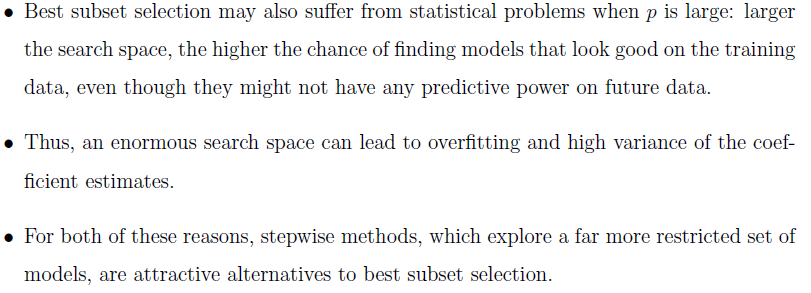 • Best subset selection may also suffer from statistical problems when p is large: larger
the search space, the higher the chance of finding models that look good on the training
data, even though they might not have any predictive power on future data.
• Thus, an enormous search space can lead to overfitting and high variance of the coef-
ficient estimates.
• For both of these reasons, stepwise methods, which explore a far more restricted set of
models, are attractive alternatives to best subset selection.